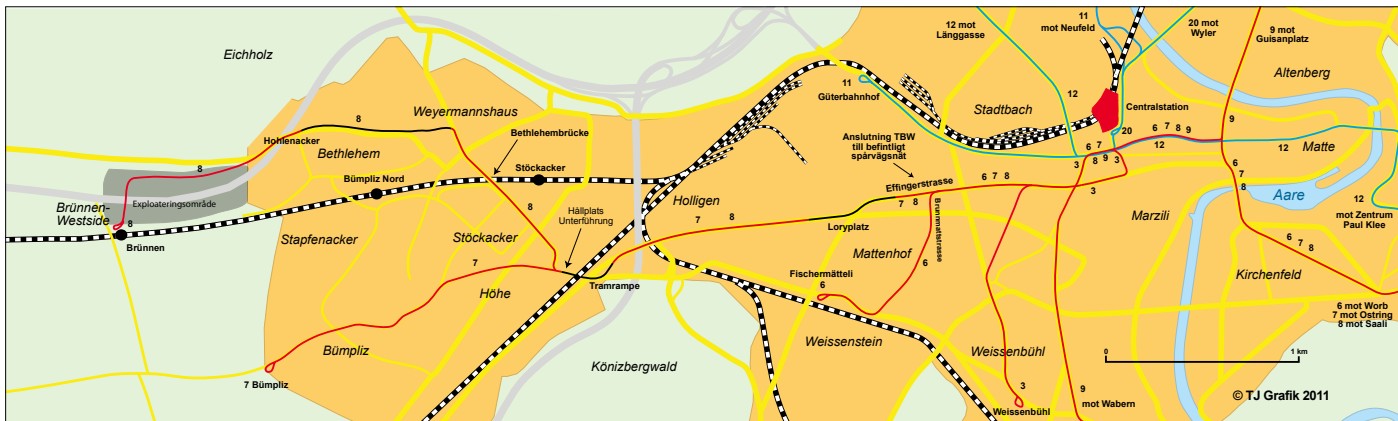 12 mot
Länggasse
11
mot Neufeld
20 mot
Wyler
9 mot
Guisanplatz
Eichholz
Altenberg
11
Güterbahnhof
Stadtbach
12
Centralstation
Weyermannshaus
8
Hohlenacker
Bethlehembrücke
Bethlehem
Stöckacker
Bümpliz Nord
Anslutning TBW
till befintligt
spårvägsnät
20
6 7 8 9
12
6 7
8 9
3
3
9
12
Matte
8
Exploateringsområde
Brünnen-
Westside
8
Brünnen
Effingerstrasse
6 7 8
7 8
3
6
7
8
Aare
Holligen
7 8
Loryplatz
Brunnmattstrasse
Marzili
12
mot Zentrum
Paul Klee
8
Hållplats
Unterführung
Stapfenacker
Stöckacker
7
Höhe
Tramrampe
Mattenhof
6
Fischermätteli
6
6 7 8
Kirchenfeld
Bümpliz
7 Bümpliz
Könizbergwald
Weissenstein
Weissenbühl
6 mot Worb
7 mot Ostring
8 mot Saali
0 1 km
3
Weissenbühl
9
mot Wabern
© TJ Grafik 2011